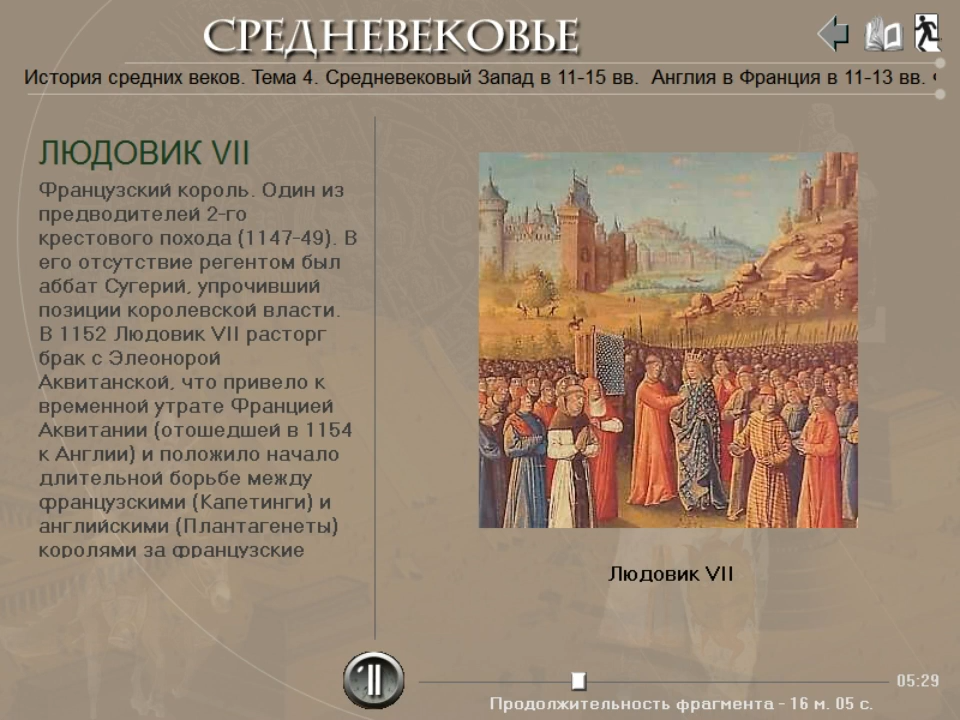 СРЕДНЕВЕКОВЬЕ
История средних веков. Тема 4. Средневековый Запад в 11-15 вв. Англия в Франция в 11-13 вв.
ЛЮДОВИК VII
Французский король. Один из
предводителей 2-го
крестового похода (1147-49). В
его отсутствие регентом был
аббат Сугерий, упрочивший
позиции королевской власти.
В 1152 Людовик VII расторг
брак с Элеонорой
Аквитанской, что привело к
временной утрате Францией
Аквитании (отошедшей в 1154
к Англии) и положило начало
длительной борьбе между
французскими (Капетинги) и
английскими (Плантагенеты)
королями за французские
Людовик VII
05:29
Продолжительность фрагмента - 16 м. 05 с.